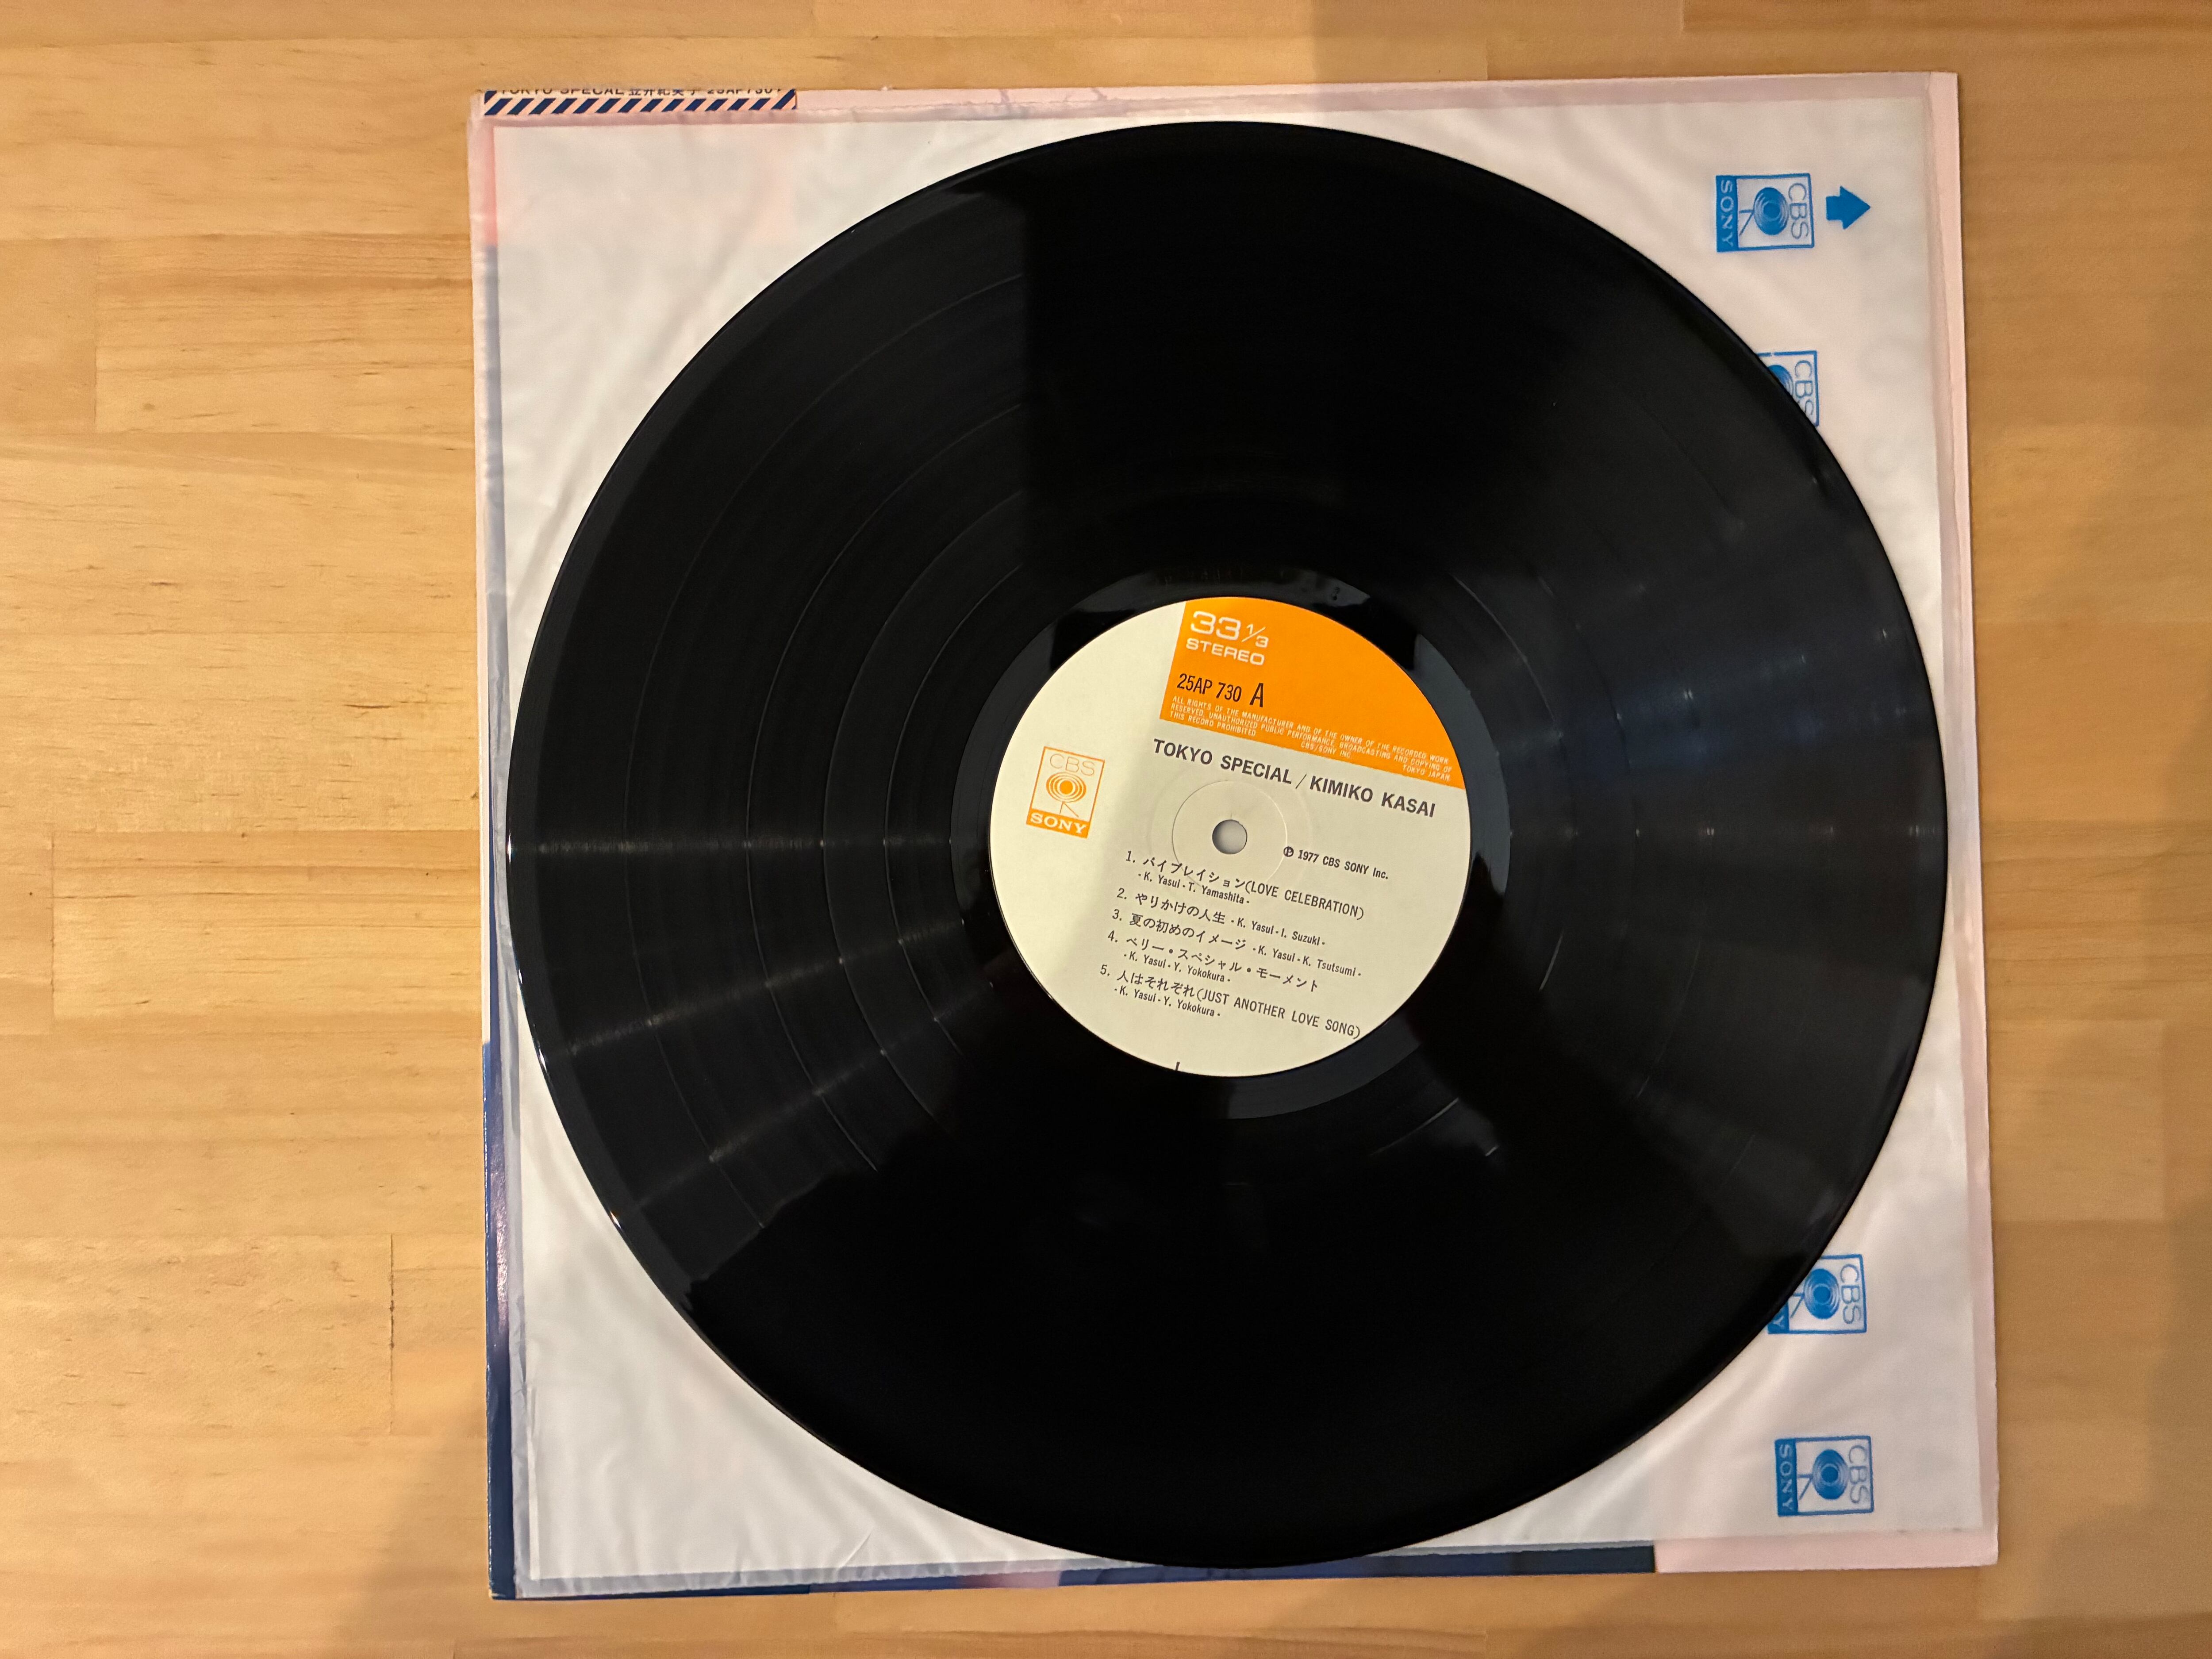 TOKYO SPECAL 笠井紀美子 25AP730
CBS
SONY
CBS
33 1/3
STEREO
25AP 730 A
ALL RIGHTS OF THE MANUFACTURER AND OF THE OWNER OF THE RECORDED WORK
RESERVED. UNAUTHORIZED PUBLIC PERFORMANCE, BROADCASTING AND COPYING OF
THIS RECORD PROHIBITED CBS/SONY INC. TOKYO JAPAN
TOKYO SPECIAL / KIMIKO KASAI
CBS
SONY
℗ 1977 CBS SONY Inc.
1. バイブレイション(LOVE CELEBRATION)
-K. Yasui - T. Yamashita-
2. やりかけの人生 -K. Yasui - I. Suzuki-
3. 夏の初めのイメージ -K. Yasui - K. Tsutsumi-
4. ベリー・スペシャル・モーメント
-K. Yasui - Y. Yokokura-
5. 人はそれぞれ(JUST ANOTHER LOVE SONG)
-K. Yasui - Y. Yokokura-
CBS
CBS
SONY